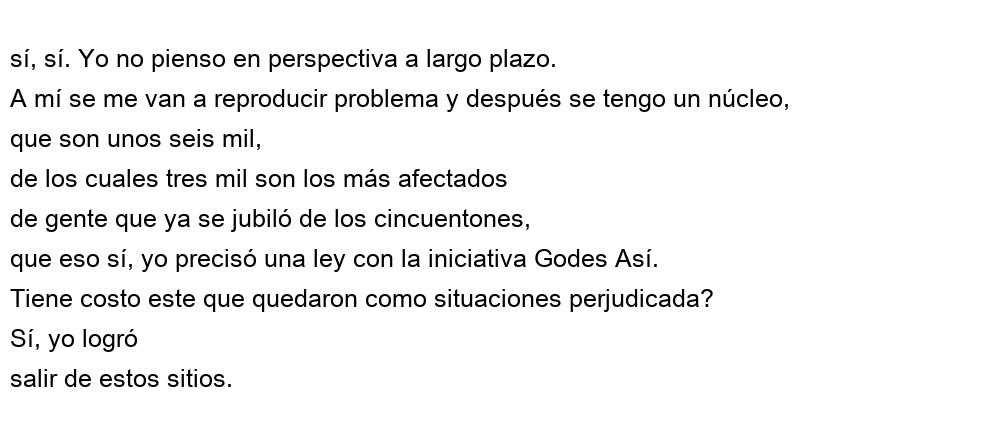 sí, sí. Yo no pienso en perspectiva a largo plazo.
A mí se me van a reproducir problema y después se tengo un núcleo,
que son unos seis mil,
de los cuales tres mil son los más afectados
de gente que ya se jubiló de los cincuentones,
que eso sí, yo precisó una ley con la iniciativa Godes Así.
Tiene costo este que quedaron como situaciones perjudicada?
Sí, yo logró
salir de estos sitios.